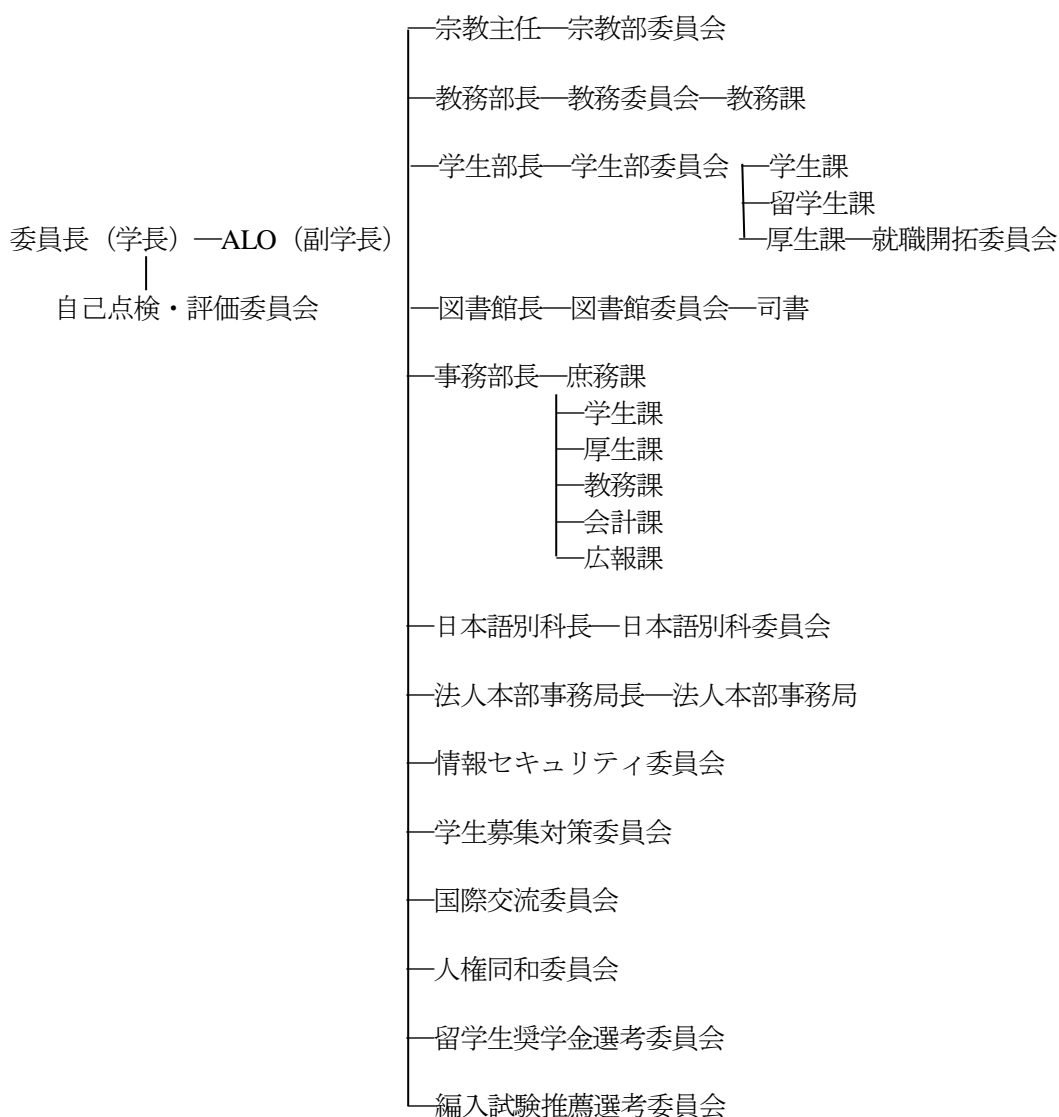 宗教主任―宗教部委員会
教務部長―教務委員会―教務課
学生部長―学生部委員会―学生課
留学生課
委員長（学長）―ALO（副学長）
厚生課―就職開拓委員会
自己点検・評価委員会
図書館長―図書館委員会―司書
事務部長―庶務課
学生課
厚生課
教務課
会計課
広報課
日本語別科長―日本語別科委員会
法人本部事務局長―法人本部事務局
情報セキュリティ委員会
学生募集対策委員会
国際交流委員会
人権同和委員会
留学生奨学金選考委員会
編入試験推薦選考委員会